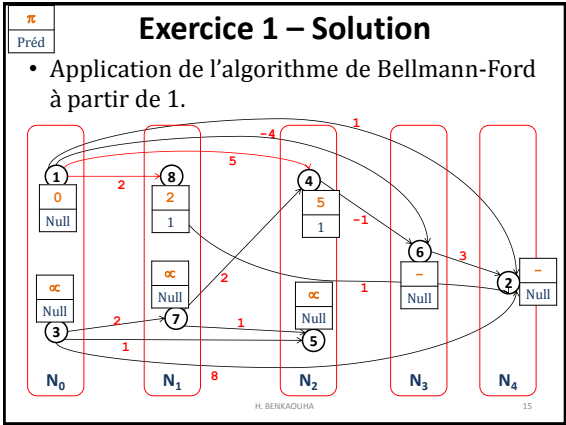 π
Préd
Exercice 1 – Solution
• Application de l’algorithme de Bellmann-Ford
à partir de 1.
1
-4
5
1
2
8
4
0
Null
2
1
5
1
-1
6
3
2
–
Null
–
Null
∝
Null
∝
Null
∝
Null
2
1
3
2
7
1
5
1
8
N0
N1
N2
N3
N4
H. BENKAOUHA
15